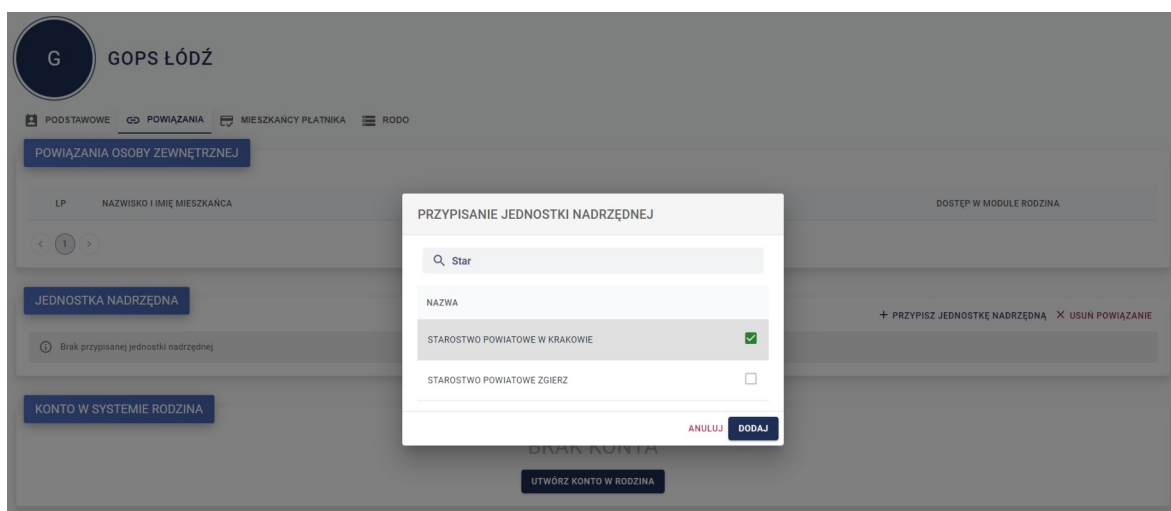 G
GOPS ŁÓDŹ
PODSTAWOWE POWIĄZANIA MIESZKAŃCY PŁATNIKA RODO
POWIĄZANIA OSOBY ZEWNĘTRZNEJ
LP NAZWISKO I IMIĘ MIESZKAŃCA DOSTĘP W MODULE RODZINA
1
PRZYPISANIE JEDNOSTKI NADRZĘDNEJ
Star
NAZWA
STAROSTWO POWIATOWE W KRAKOWIE
STAROSTWO POWIATOWE ZGIERZ
ANULUJ DODAJ
JEDNOSTKA NADRZĘDNA
+ PRZYPISZ JEDNOSTKĘ NADRZĘDNĄ USUŃ POWIĄZANIE
Brak przypisanej jednostki nadrzędnej
KONTO W SYSTEMIE RODZINA
BRAK KONTA
UTWÓRZ KONTO W RODZINA